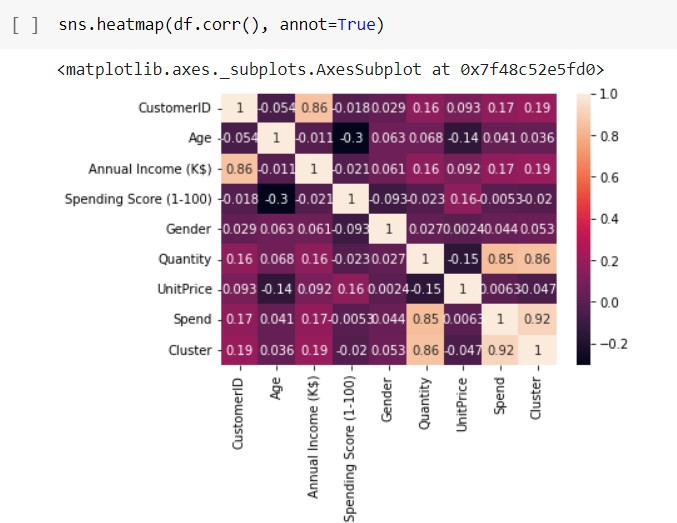 [ ] sns.heatmap(df.corr(), annot=True)
<matplotlib.axes._subplots.AxesSubplot at 0x7f48c52e5fd0>
CustomerID 1 -0.054 0.86 -0.018 0.029 0.16 0.093 0.17 0.19
Age -0.054 1 -0.011 -0.3 0.063 0.068 -0.14 0.041 0.036
Annual Income (K$) 0.86 -0.011 1 -0.021 0.061 0.16 0.092 0.17 0.19
Spending Score (1-100) -0.018 -0.3 -0.021 1 -0.093 -0.023 0.16 -0.0053 -0.02
Gender 0.029 0.063 0.061 -0.093 1 0.027 0.0024 0.044 0.053
Quantity 0.16 0.068 0.16 -0.023 0.027 1 -0.15 0.85 0.86
UnitPrice 0.093 -0.14 0.092 0.16 0.0024 -0.15 1 0.0063 -0.047
Spend 0.17 0.041 0.17 -0.0053 0.044 0.85 0.0063 1 0.92
Cluster 0.19 0.036 0.19 -0.02 0.053 0.86 -0.047 0.92 1
CustomerID
Age
Annual Income (K$)
Spending Score (1-100)
Gender
Quantity
UnitPrice
Spend
Cluster
1.0
0.8
0.6
0.4
0.2
0.0
−0.2